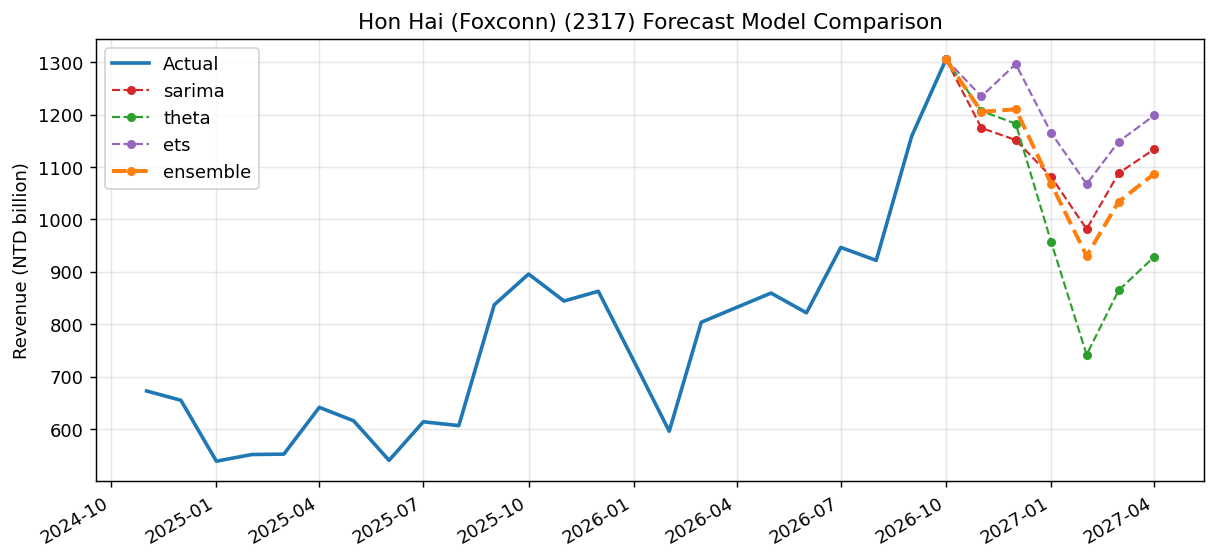 Hon Hai (Foxconn) (2317) Forecast Model Comparison
Revenue (NTD billion)
1300
1200
1100
1000
900
800
700
600
Actual
sarima
theta
ets
ensemble
2024-10
2025-01
2025-04
2025-07
2025-10
2026-01
2026-04
2026-07
2026-10
2027-01
2027-04